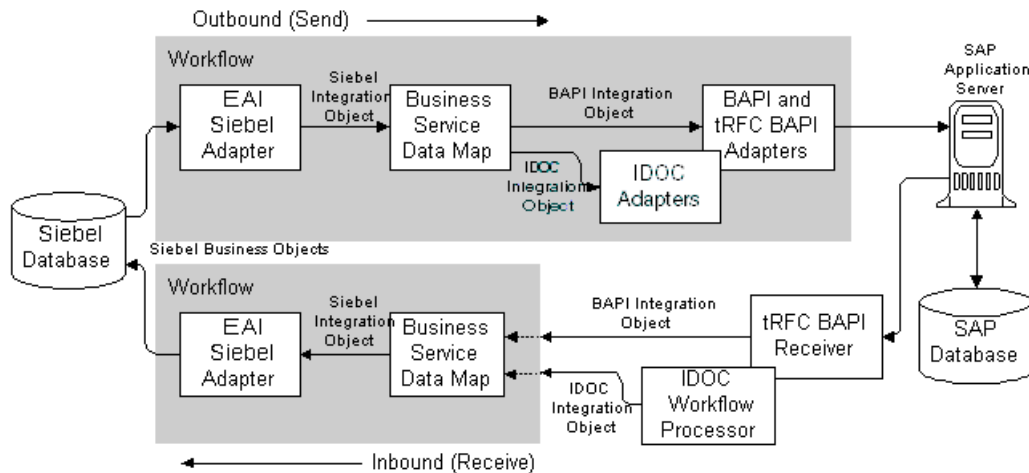 Outbound (Send)
Workflow
EAI
Siebel
Adapter
Siebel
Integration
Object
Business
Service
Data Map
BAPI Integration
Object
BAPI and
tRFC BAPI
Adapters
IDOC
Integration
Object
IDOC
Adapters
SAP
Application
Server
Siebel
Database
Siebel Business Objects
Workflow
EAI
Siebel
Adapter
Siebel
Integration
Object
Business
Service
Data Map
BAPI Integration
Object
tRFC BAPI
Receiver
SAP
Database
IDOC
Integration
Object
IDOC
Workflow
Processor
Inbound (Receive)